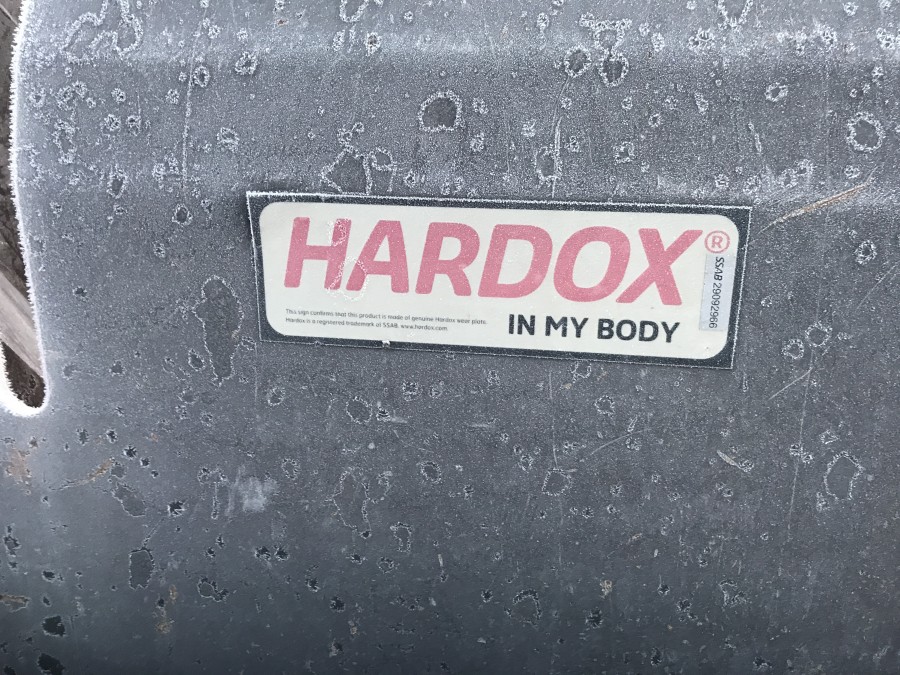 HARDOX®
IN MY BODY
This sign confirms that this product is made of genuine Hardox wear plate.
Hardox is a registered trademark of SSAB. www.hardox.com.
SSAB 29092966